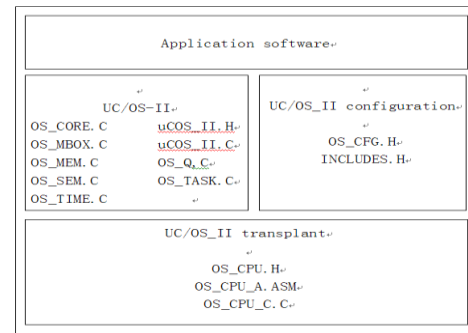 Application software
UC/OS-II
OS_CORE. C uCOS_II. H
OS_MBOX. C uCOS_II. C
OS_MEM. C OS_Q. C
OS_SEM. C OS_TASK. C
OS_TIME. C
UC/OS_II configuration
OS_CFG. H
INCLUDES. H
UC/OS_II transplant
OS_CPU. H
OS_CPU_A. ASM
OS_CPU_C. C